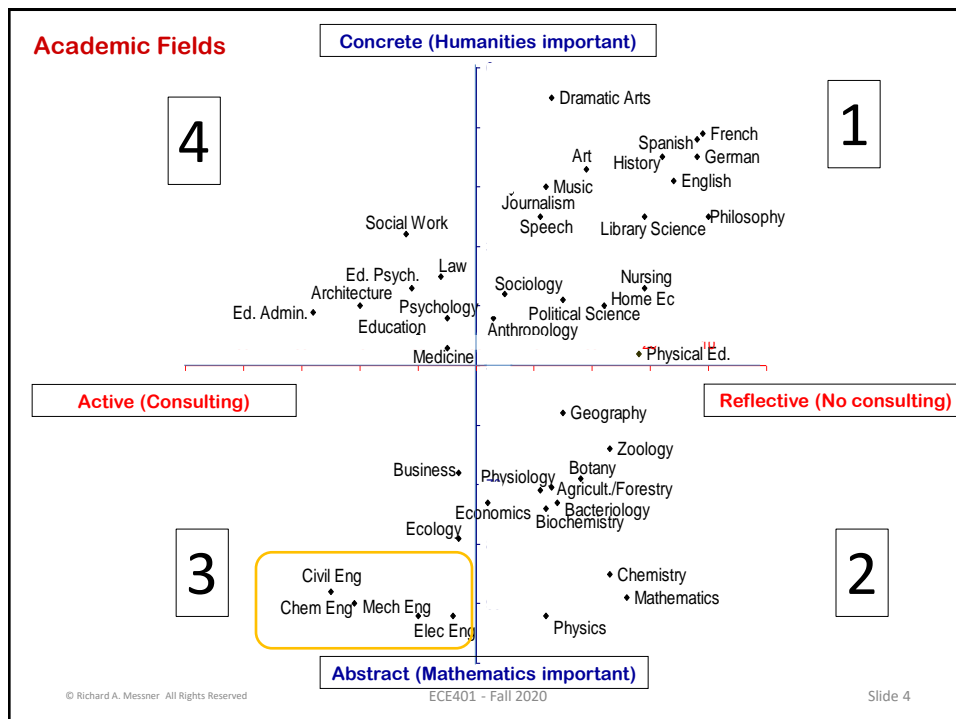 Academic Fields
Concrete (Humanities important)
4
1
Dramatic Arts
French
Spanish
German
History
Art
English
Music
Journalism
Speech
Library Science
Philosophy
Social Work
Law
Ed. Psych.
Sociology
Nursing
Architecture
Home Ec
Ed. Admin.
Psychology
Political Science
Education
Anthropology
Medicine
Physical Ed.
Active (Consulting)
Reflective (No consulting)
Geography
Zoology
Business
Physiology
Botany
Agricult./Forestry
Economics
Bacteriology
Biochemistry
Ecology
3
2
Civil Eng
Chemistry
Chem Eng
Mech Eng
Mathematics
Elec Eng
Physics
Abstract (Mathematics important)
© Richard A. Messner All Rights Reserved
ECE401 - Fall 2020
Slide 4